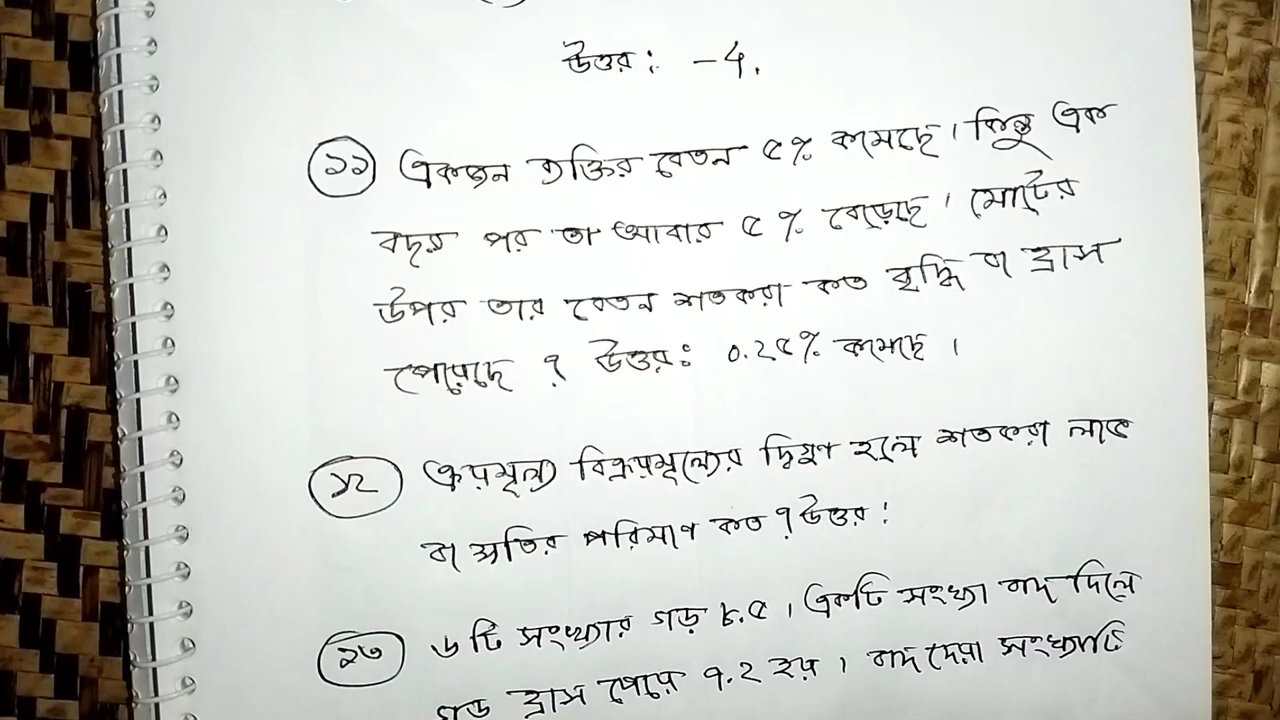 উত্তর: -4.
১১ একজন ব্যক্তির বেতন ৫% কমেছে। কিন্তু এক
বছর পর তা আবার ৫% বেড়েছে। মোটের
উপর তার বেতন শতকরা কত বৃদ্ধি বা হ্রাস
পেয়েছে ? উত্তর: ০.২৫% কমেছে।
১২ ক্রয়মূল্য বিক্রয়মূল্যের দ্বিগুণ হলে শতকরা লাভ
বা ক্ষতির পরিমাণ কত ? উত্তর:
১৩ ৬ টি সংখ্যার গড় ৮.৫। একটি সংখ্যা বাদ দিলে
গড় হ্রাস পেয়ে ৭.২ হয়। বাদ দেয়া সংখ্যাটি